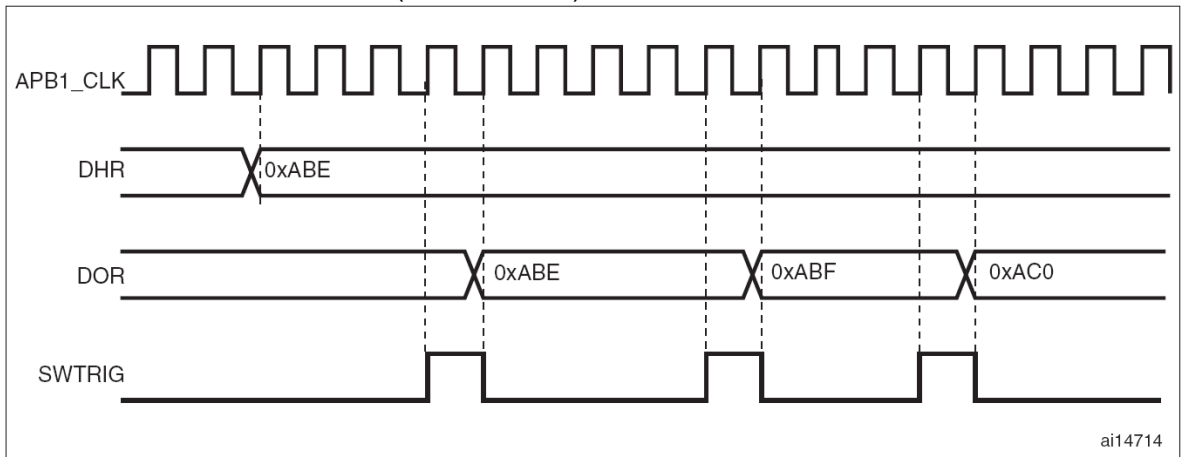 APB1_CLK
DHR 0xABE
DOR 0xABE 0xABF 0xAC0
SWTRIG
ai14714